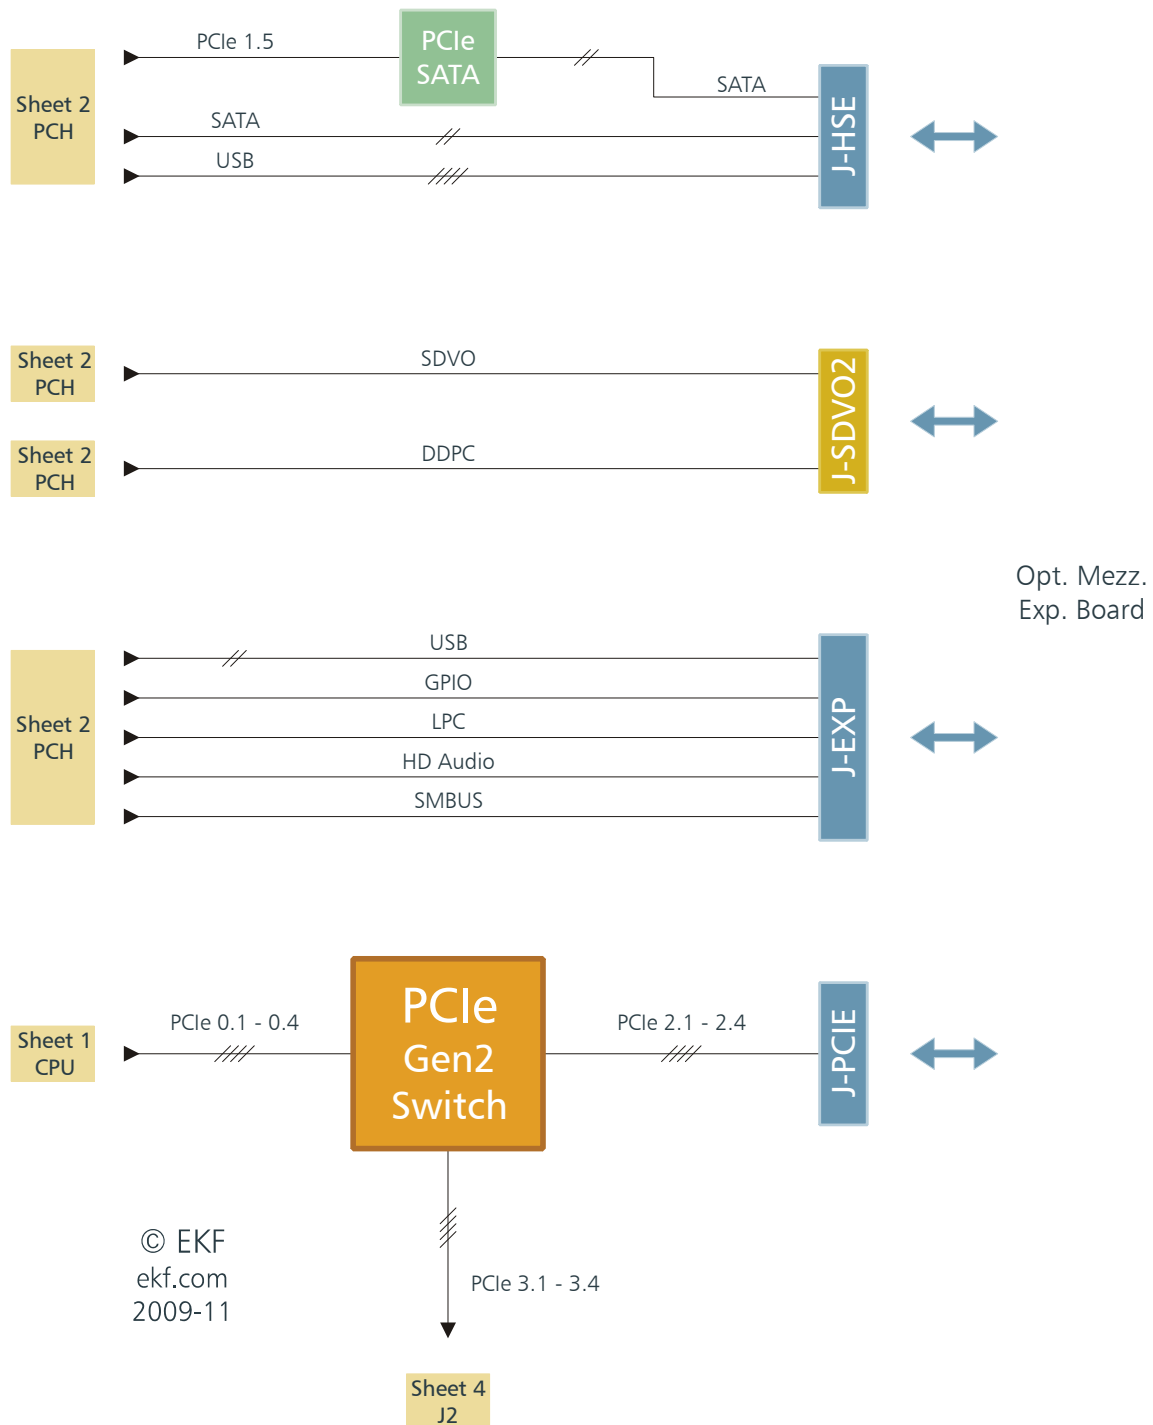 PCIe 1.5
PCIe
SATA
SATA
Sheet 2
PCH
SATA
USB
J-HSE
Sheet 2
PCH
SDVO
Sheet 2
PCH
DDPC
J-SDVO2
Opt. Mezz.
Exp. Board
Sheet 2
PCH
USB
GPIO
LPC
HD Audio
SMBUS
J-EXP
Sheet 1
CPU
PCIe 0.1 - 0.4
PCIe
Gen2
Switch
PCIe 2.1 - 2.4
J-PCIE
PCIe 3.1 - 3.4
© EKF
ekf.com
2009-11
Sheet 4
J2